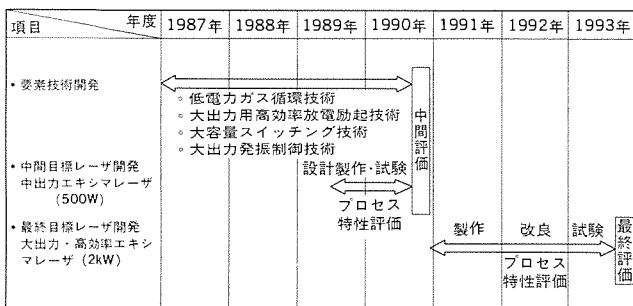 年度
項目
1987年 1988年 1989年 1990年 1991年 1992年 1993年
• 要素技術開発
◦ 低電力ガス循環技術
◦ 大出力用高効率放電励起技術
◦ 大容量スイッチング技術
◦ 大出力発振制御技術
中間評価
• 中間目標レーザ開発
中出力エキシマレーザ
(500W)
設計製作・試験
プロセス
特性評価
• 最終目標レーザ開発
大出力・高効率エキシ
マレーザ (2kW)
製作 改良 試験
プロセス
特性評価
最終評価